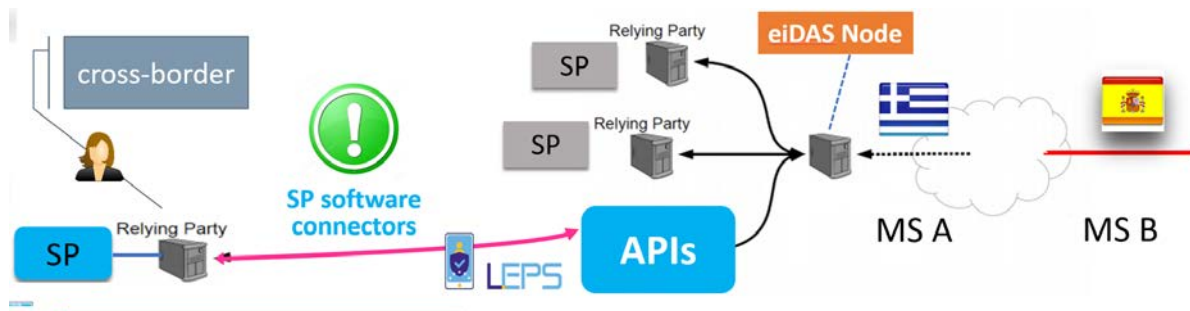 cross-border
Relying Party
SP
SP software
connectors
LEPS
Relying Party
SP
Relying Party
SP
APIs
eiDAS Node
MS A
MS B